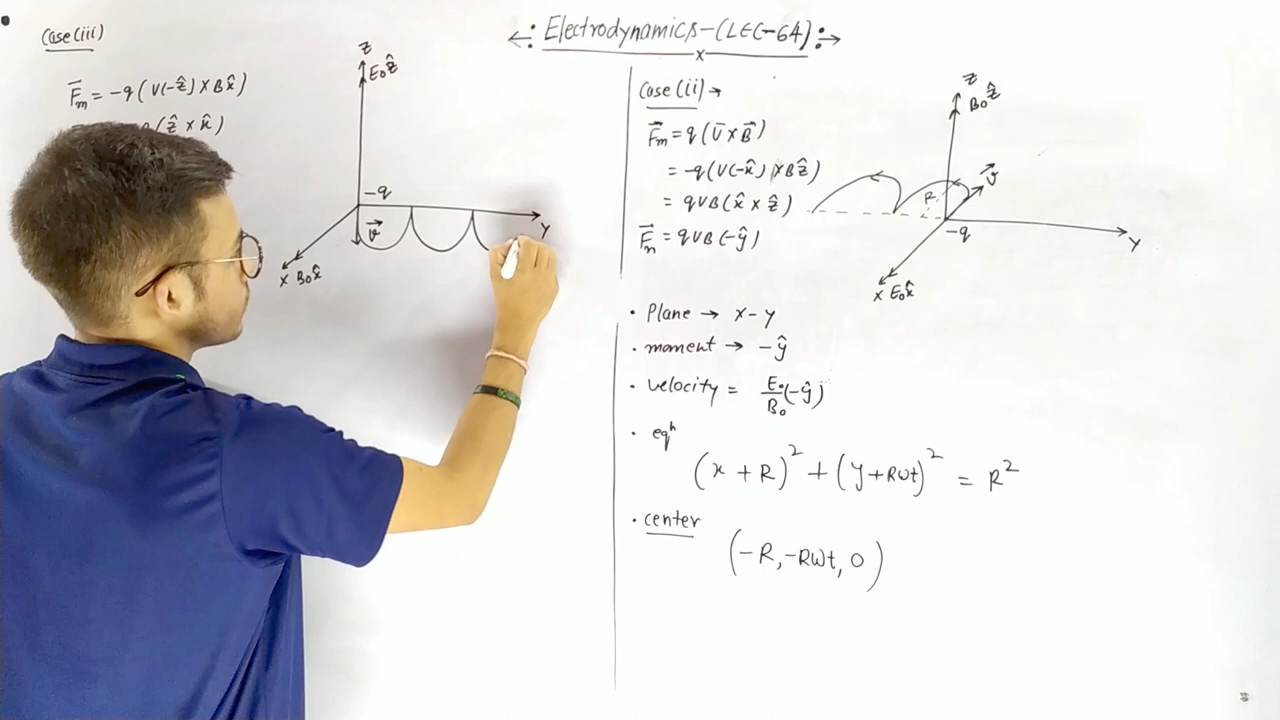 Case (iii)
←: Electrodynamics-(LEC-64) :→
x
F⃗m = -q (V(-ẑ) × Bx̂)
(ẑ × x̂)
Z
E₀ẑ
-q
V⃗
y
X B₀x̂
Case (ii) →
F⃗m = q (V̄ × B⃗)
= -q (V(-x̂) × Bẑ)
= qVB (x̂ × ẑ)
F⃗m = qVB (-ŷ)
Z
B₀ẑ
R
V⃗
-q
y
X E₀x̂
• Plane → x-y
• moment → -ŷ
• velocity = E₀/B₀ (-ŷ)
• eqⁿ
(x + R)² + (y + Rωt)² = R²
• center
(-R, -Rωt, 0)